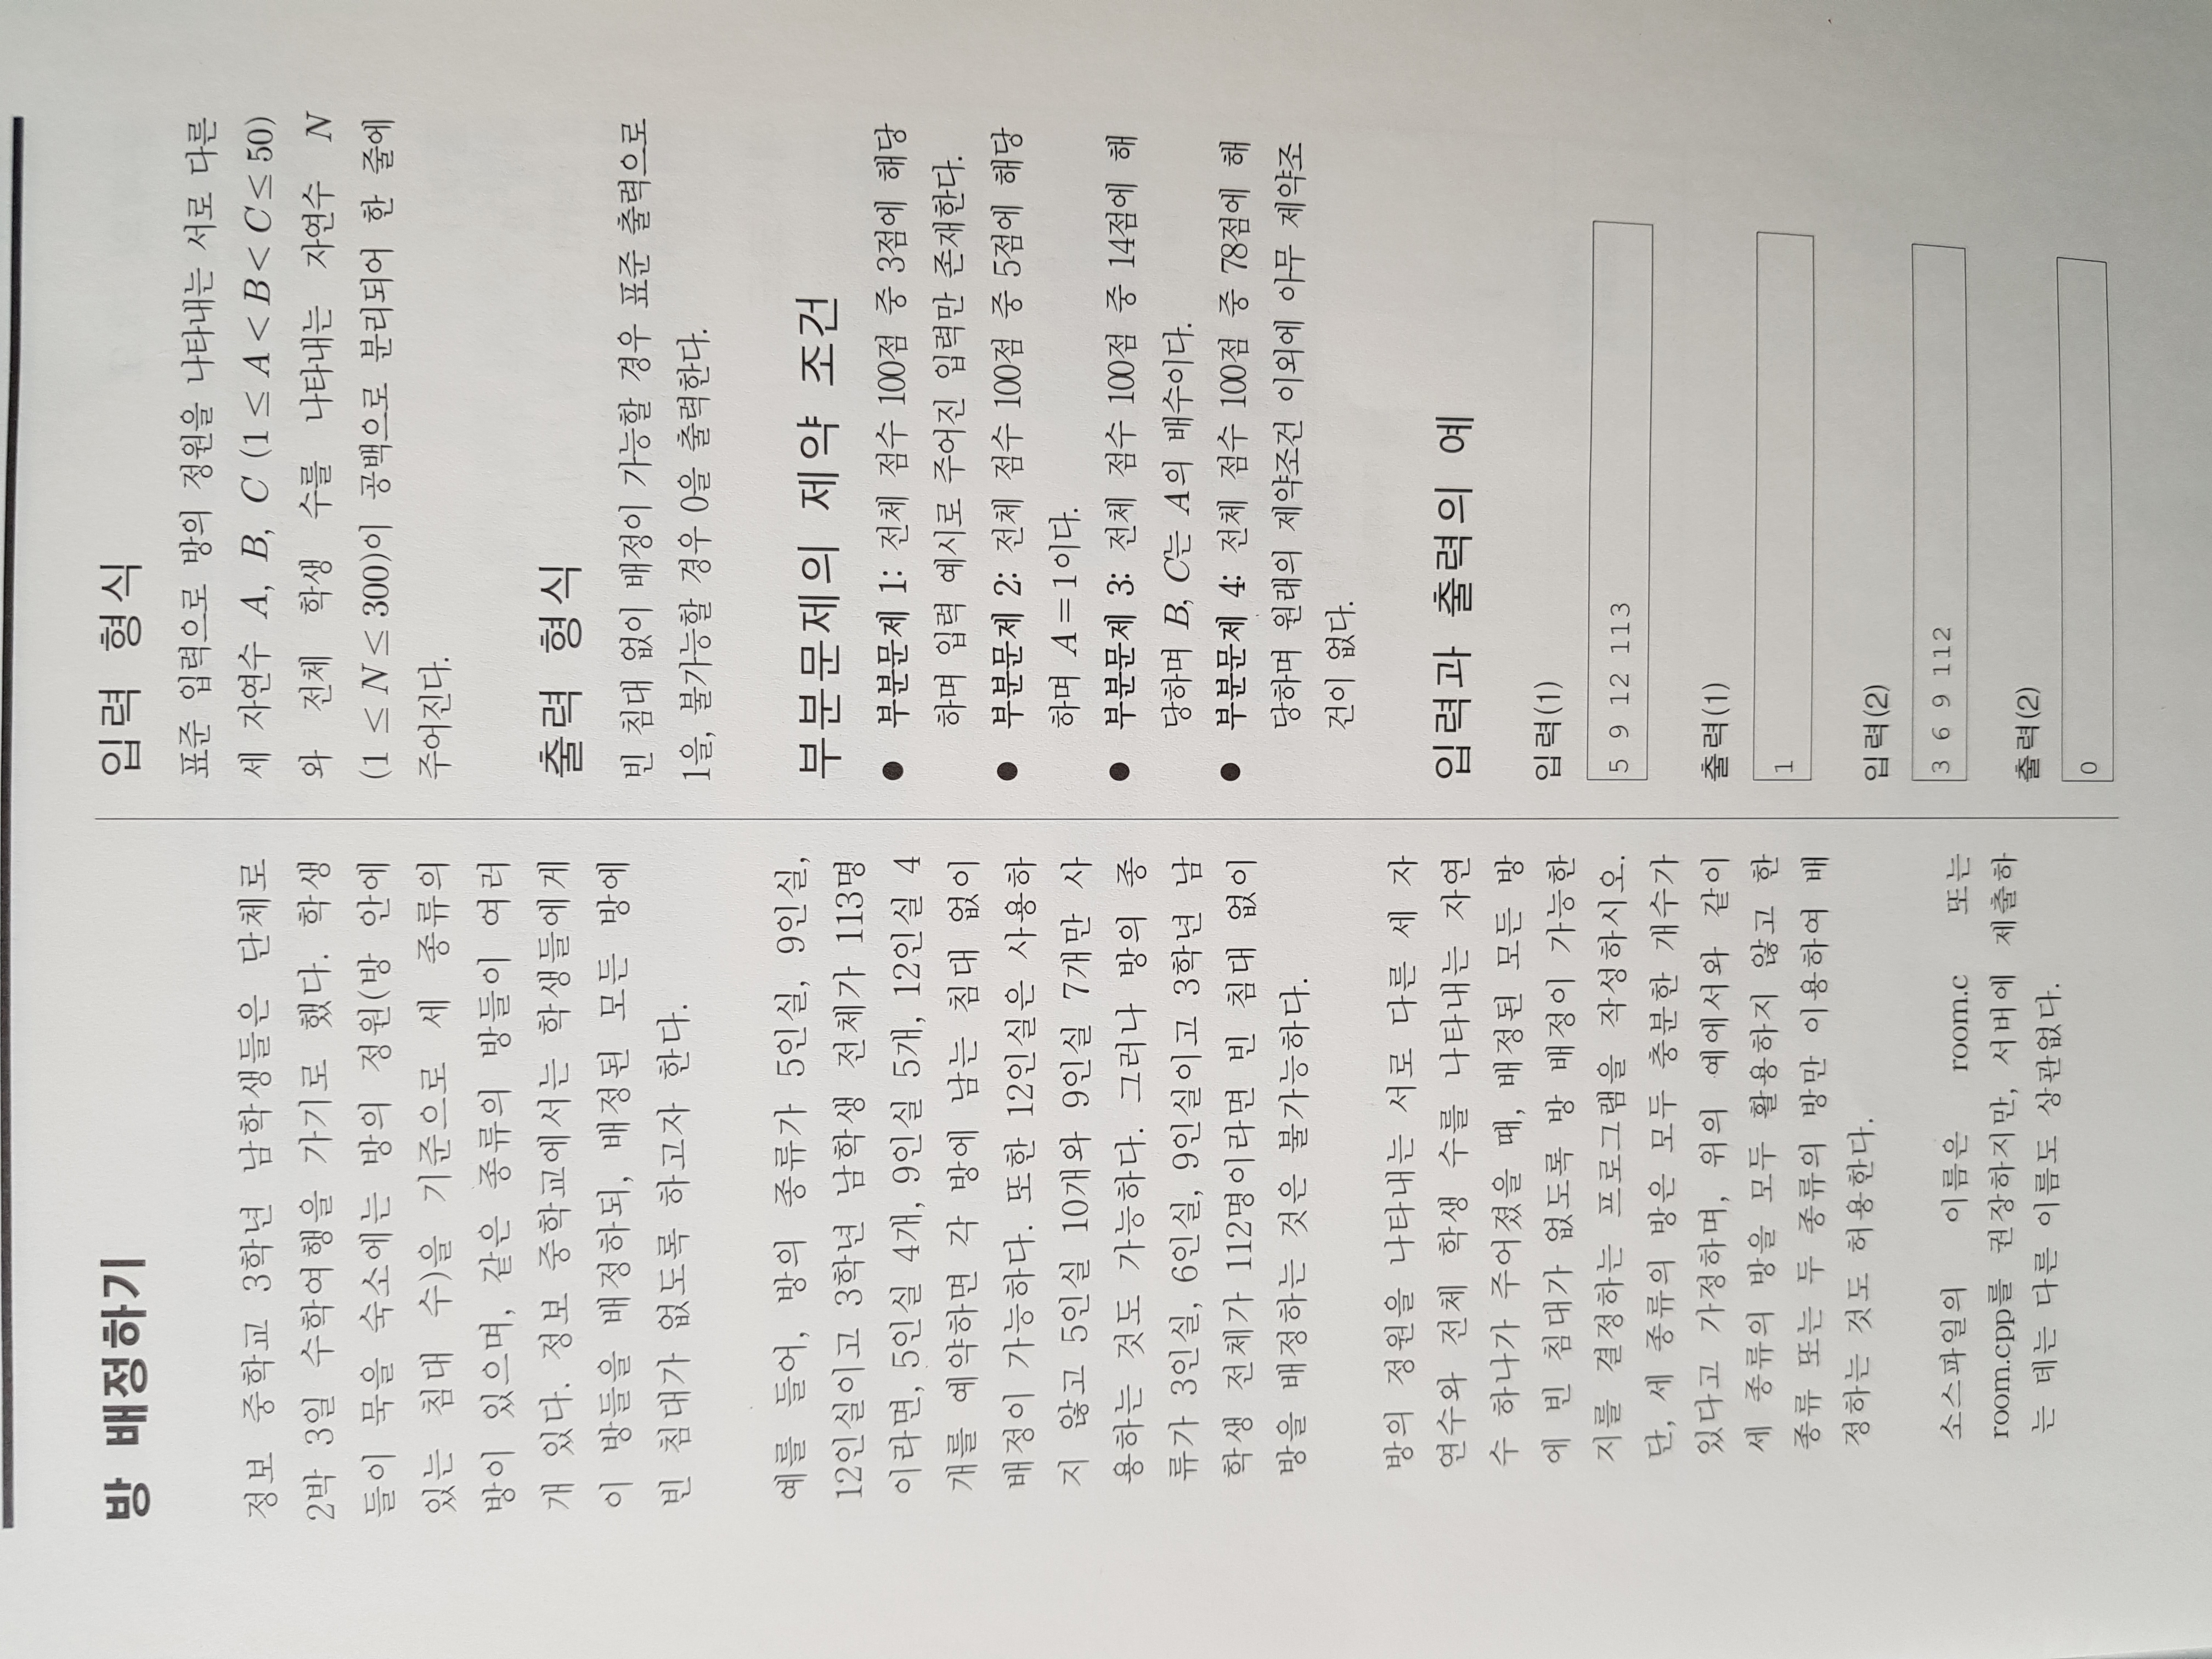 방 배정하기
정보 중학교 3학년 남학생들은 단체로
2박 3일 수학여행을 가기로 했다. 학생
들이 묵을 숙소에는 방의 정원(방 안에
있는 침대 수)을 기준으로 세 종류의
방이 있으며, 같은 종류의 방들이 여러
개 있다. 정보 중학교에서는 학생들에게
이 방들을 배정하되, 배정된 모든 방에
빈 침대가 없도록 하고자 한다.
예를 들어, 방의 종류가 5인실, 9인실,
12인실이고 3학년 남학생 전체가 113명
이라면, 5인실 4개, 9인실 5개, 12인실 4
개를 예약하면 각 방에 남는 침대 없이
배정이 가능하다. 또한 12인실은 사용하
지 않고 5인실 10개와 9인실 7개만 사
용하는 것도 가능하다. 그러나 방의 종
류가 3인실, 6인실, 9인실이고 3학년 남
학생 전체가 112명이라면 빈 침대 없이
방을 배정하는 것은 불가능하다.
방의 정원을 나타내는 서로 다른 세 자
연수와 전체 학생 수를 나타내는 자연
수 하나가 주어졌을 때, 배정된 모든 방
에 빈 침대가 없도록 방 배정이 가능한
지를 결정하는 프로그램을 작성하시오.
단, 세 종류의 방은 모두 충분한 개수가
있다고 가정하며, 위의 예에서와 같이
세 종류의 방을 모두 활용하지 않고 한
종류 또는 두 종류의 방만 이용하여 배
정하는 것도 허용한다.
소스파일의 이름은 room.c 또는
room.cpp를 권장하지만, 서버에 제출하
는 데는 다른 이름도 상관없다.
입력 형식
표준 입력으로 방의 정원을 나타내는 서로 다른
세 자연수 A, B, C (1 ≤ A < B < C ≤ 50)
와 전체 학생 수를 나타내는 자연수 N
(1 ≤ N ≤ 300)이 공백으로 분리되어 한 줄에
주어진다.
출력 형식
빈 침대 없이 배정이 가능할 경우 표준 출력으로
1을, 불가능할 경우 0을 출력한다.
부분문제의 제약 조건
● 부분문제 1: 전체 점수 100점 중 3점에 해당
하며 입력 예시로 주어진 입력만 존재한다.
● 부분문제 2: 전체 점수 100점 중 5점에 해당
하며 A = 1이다.
● 부분문제 3: 전체 점수 100점 중 14점에 해
당하며 B, C는 A의 배수이다.
● 부분문제 4: 전체 점수 100점 중 78점에 해
당하며 원래의 제약조건 이외에 아무 제약조
건이 없다.
입력과 출력의 예
입력(1)
5 9 12 113
출력(1)
1
입력(2)
3 6 9 112
출력(2)
0